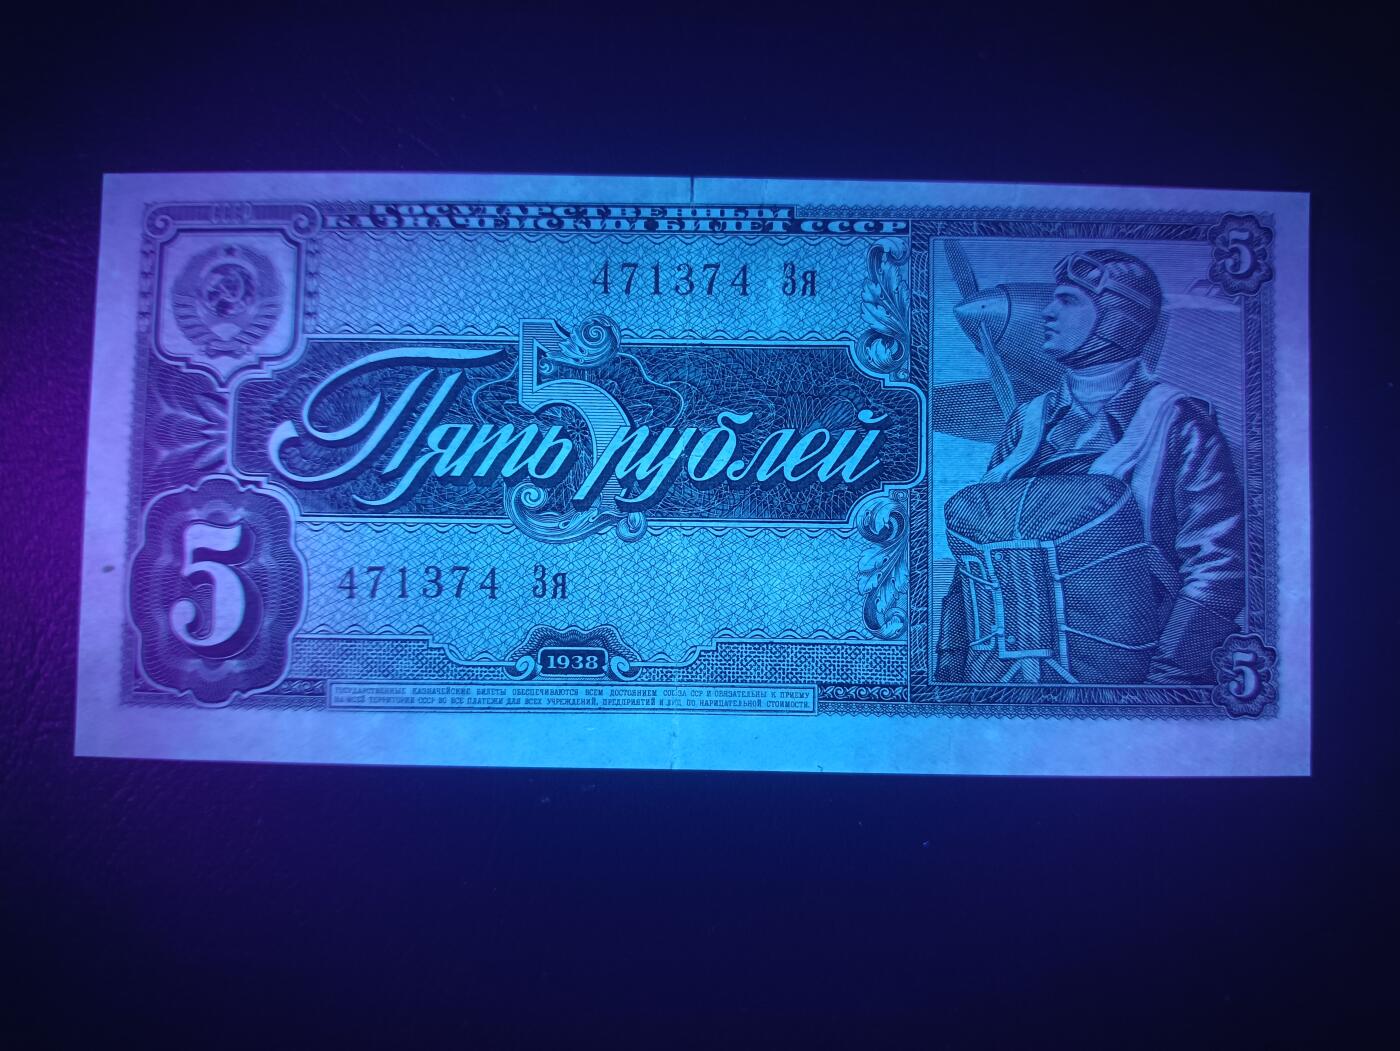 СССР
ГОСУДАРСТВЕННЫЙ
КАЗНАЧЕЙСКИЙ БИЛЕТ СССР
5
471374 Зя
5
Пять рублей
5
471374 Зя
1938
5
ГОСУДАРСТВЕННЫЕ КАЗНАЧЕЙСКИЕ БИЛЕТЫ ОБЕСПЕЧИВАЮТСЯ ВСЕМ ДОСТОЯНИЕМ СОЮЗА ССР И ОБЯЗАТЕЛЬНЫ К ПРИЕМУ
НА ВСЕЙ ТЕРРИТОРИИ СССР ВО ВСЕ ПЛАТЕЖИ ДЛЯ ВСЕХ УЧРЕЖДЕНИЙ, ПРЕДПРИЯТИЙ И ЛИЦ ПО НАРИЦАТЕЛЬНОЙ СТОИМОСТИ.